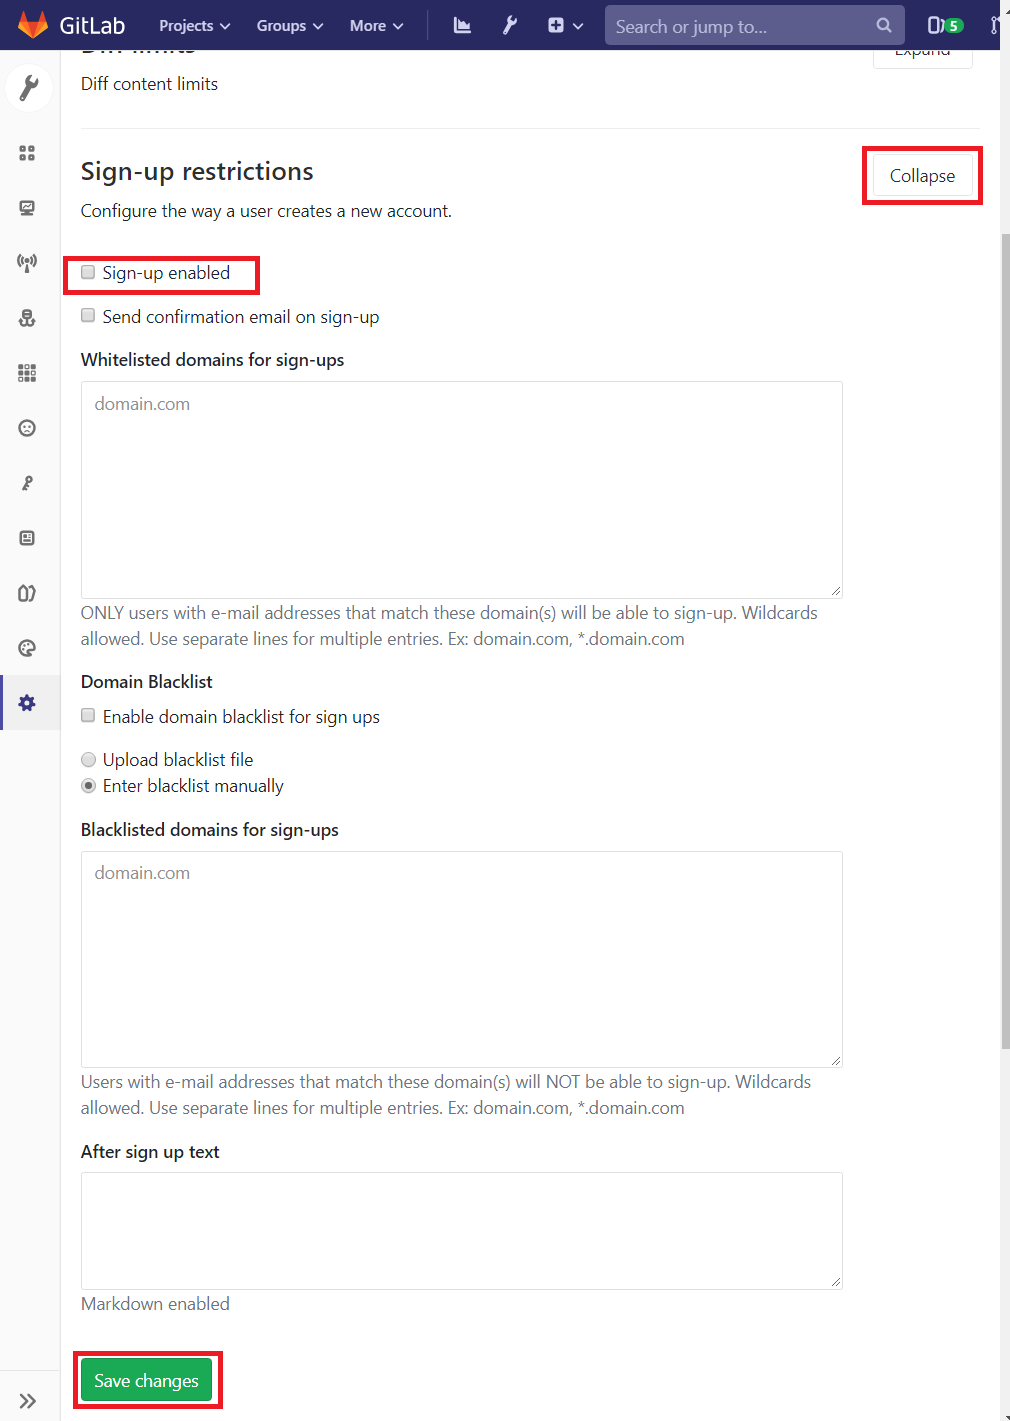 GitLab Projects Groups More Search or jump to... 5
Diff limits Expand
Diff content limits
Sign-up restrictions
Collapse
Configure the way a user creates a new account.
Sign-up enabled
Send confirmation email on sign-up
Whitelisted domains for sign-ups
domain.com
ONLY users with e-mail addresses that match these domain(s) will be able to sign-up. Wildcards
allowed. Use separate lines for multiple entries. Ex: domain.com, *.domain.com
Domain Blacklist
Enable domain blacklist for sign ups
Upload blacklist file
Enter blacklist manually
Blacklisted domains for sign-ups
domain.com
Users with e-mail addresses that match these domain(s) will NOT be able to sign-up. Wildcards
allowed. Use separate lines for multiple entries. Ex: domain.com, *.domain.com
After sign up text
Markdown enabled
Save changes